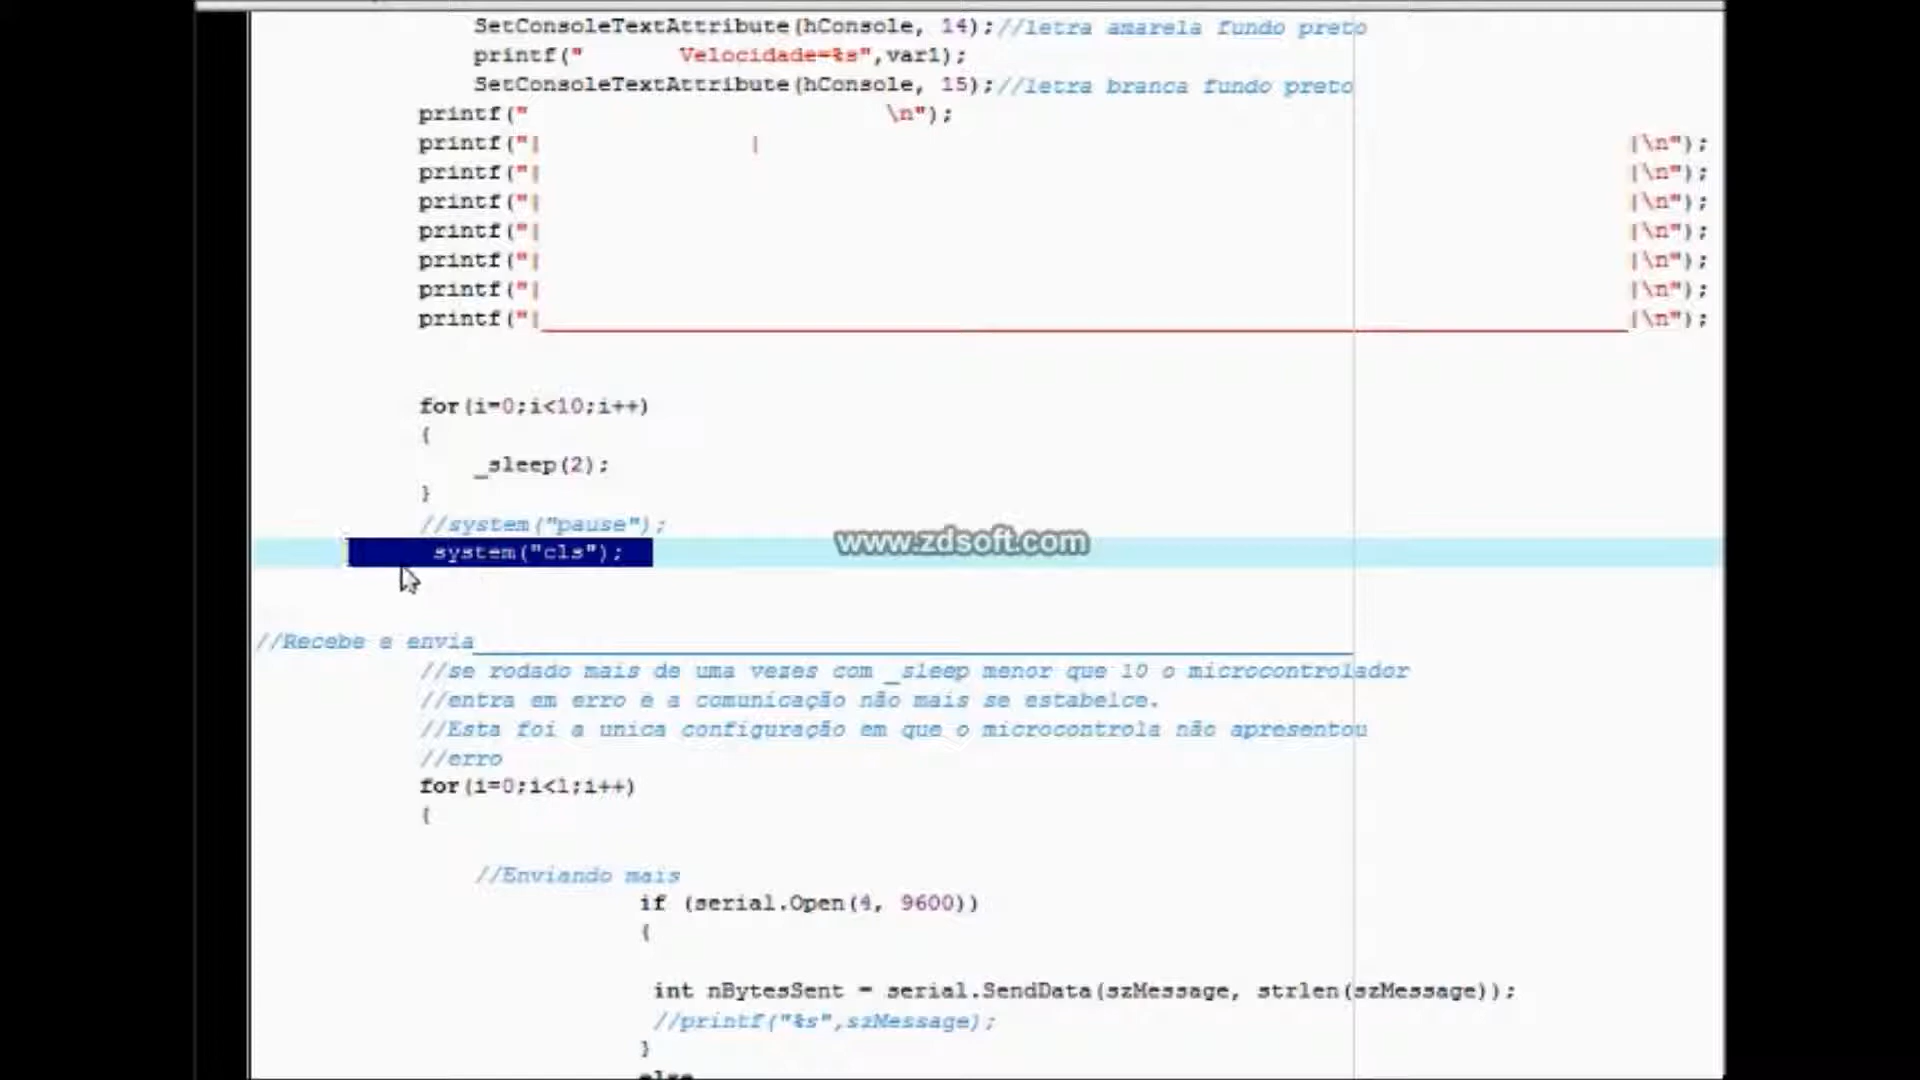 SetConsoleTextAttribute(hConsole, 14);//letra amarela fundo preto
printf("       Velocidade=%s",var1);
SetConsoleTextAttribute(hConsole, 15);//letra branca fundo preto
printf("                          \n");
printf("|                |                                                                |\n");
printf("|                                                                                |\n");
printf("|                                                                                |\n");
printf("|                                                                                |\n");
printf("|                                                                                |\n");
printf("|                                                                                |\n");
printf("|________________________________________________________________________________|\n");
for(i=0;i<10;i++)
{
_sleep(2);
}
//system("pause");
system("cls");
www.zdsoft.com
//Recebe e envia________________________________________________________________
//se rodado mais de uma vezes com _sleep menor que 10 o microcontrolador
//entra em erro e a comunicação não mais se estabelce.
//Esta foi a unica configuração em que o microcontrola não apresentou
//erro
for(i=0;i<1;i++)
{
//Enviando mais
if (serial.Open(4, 9600))
{
int nBytesSent = serial.SendData(szMessage, strlen(szMessage));
//printf("%s",szMessage);
}
else